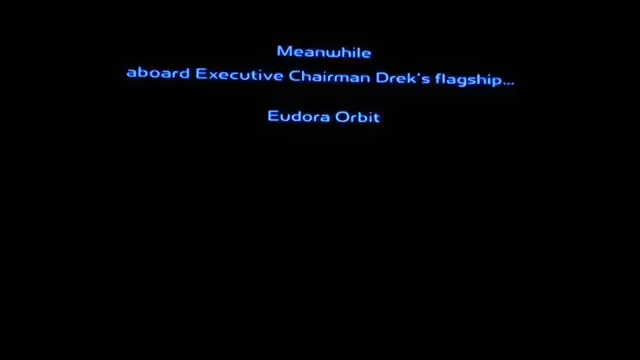 Meanwhile
aboard Executive Chairman Drek's flagship...
Eudora Orbit